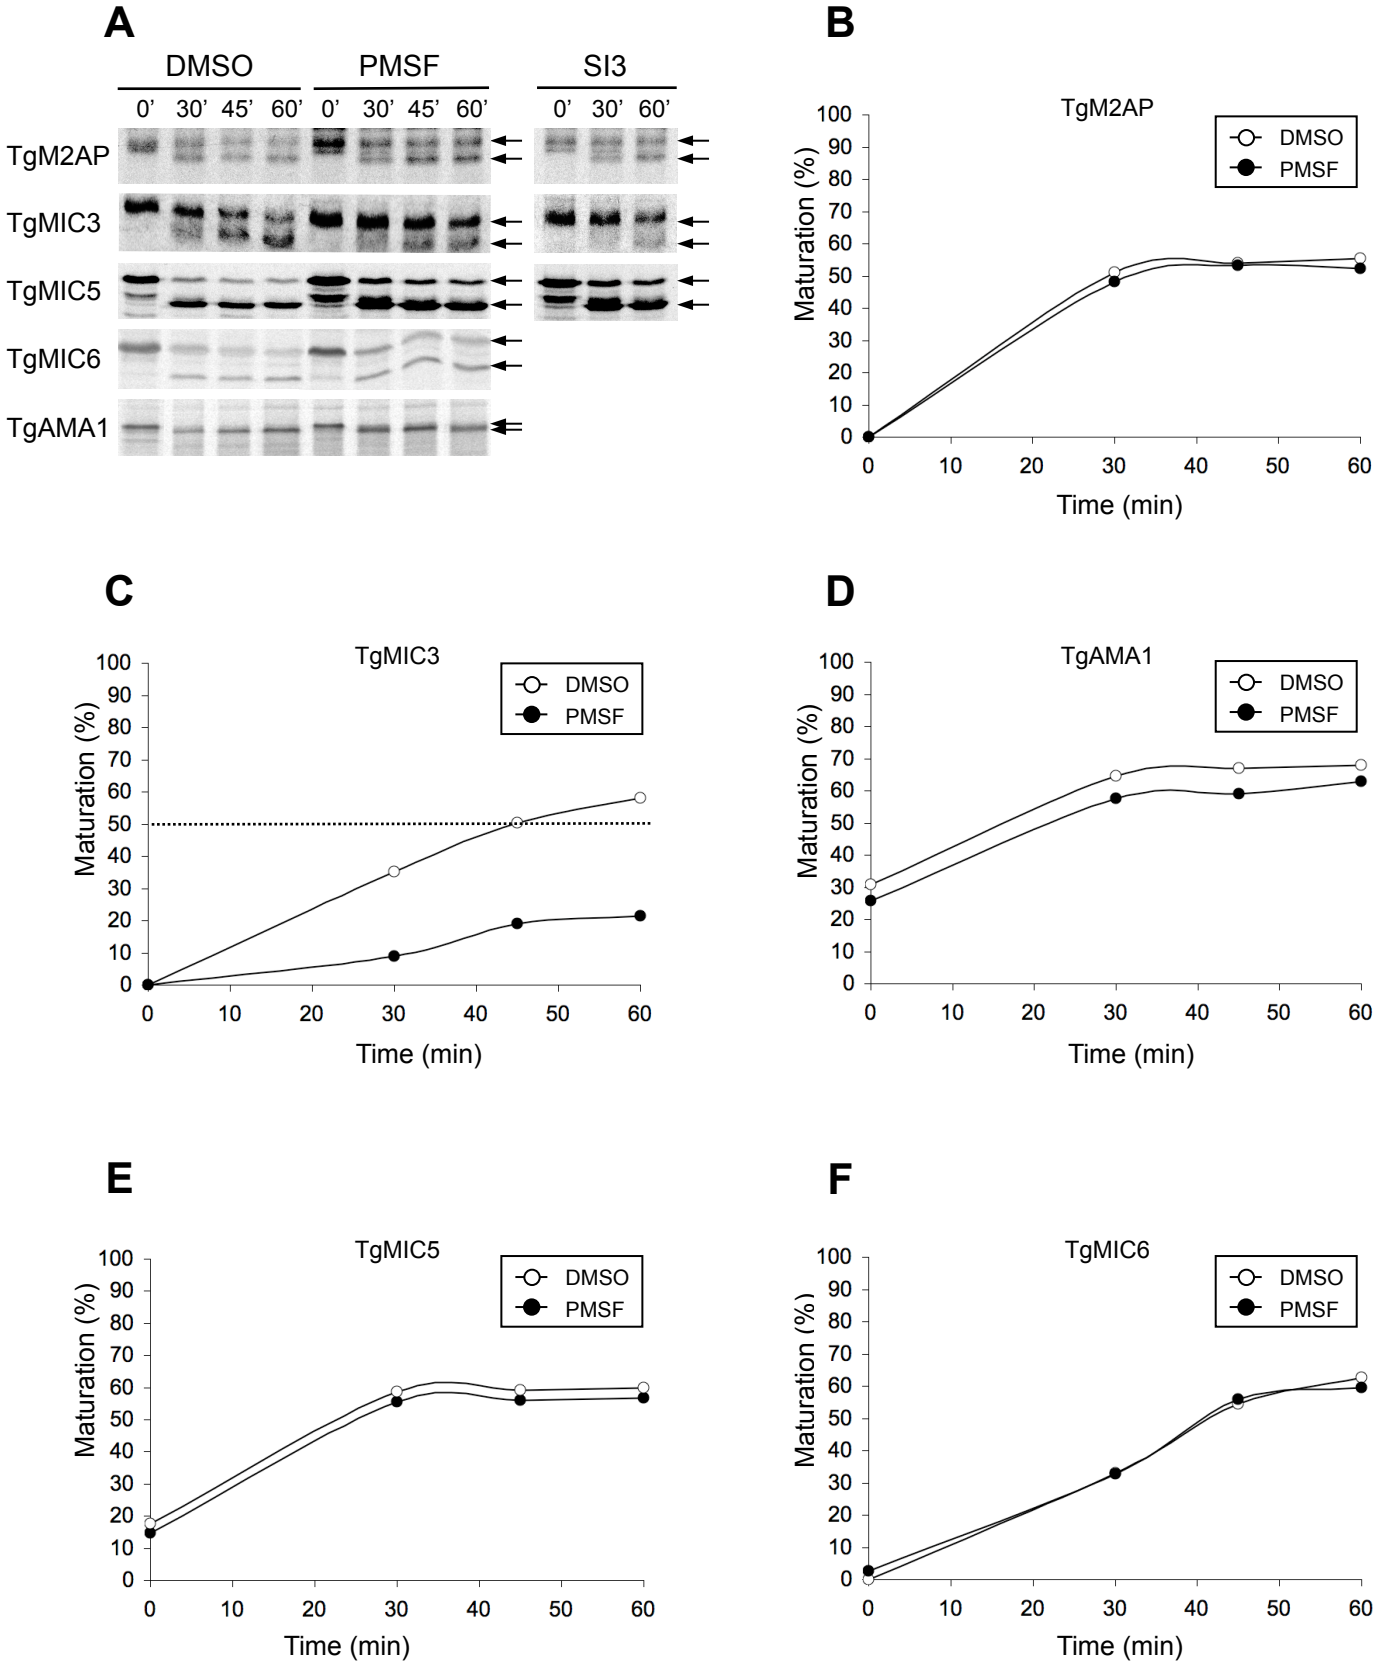 A
DMSO PMSF SI3
0’ 30’ 45’ 60’ 0’ 30’ 45’ 60’ 0’ 30’ 60’
TgM2AP
TgMIC3
TgMIC5
TgMIC6
TgAMA1
B
TgM2AP
DMSO
PMSF
Maturation (%)
100
90
80
70
60
50
40
30
20
10
0
0 10 20 30 40 50 60
Time (min)
C
TgMIC3
DMSO
PMSF
Maturation (%)
100
90
80
70
60
50
40
30
20
10
0
0 10 20 30 40 50 60
Time (min)
D
TgAMA1
DMSO
PMSF
Maturation (%)
100
90
80
70
60
50
40
30
20
10
0
0 10 20 30 40 50 60
Time (min)
E
TgMIC5
DMSO
PMSF
Maturation (%)
100
90
80
70
60
50
40
30
20
10
0
0 10 20 30 40 50 60
Time (min)
F
TgMIC6
DMSO
PMSF
Maturation (%)
100
90
80
70
60
50
40
30
20
10
0
0 10 20 30 40 50 60
Time (min)